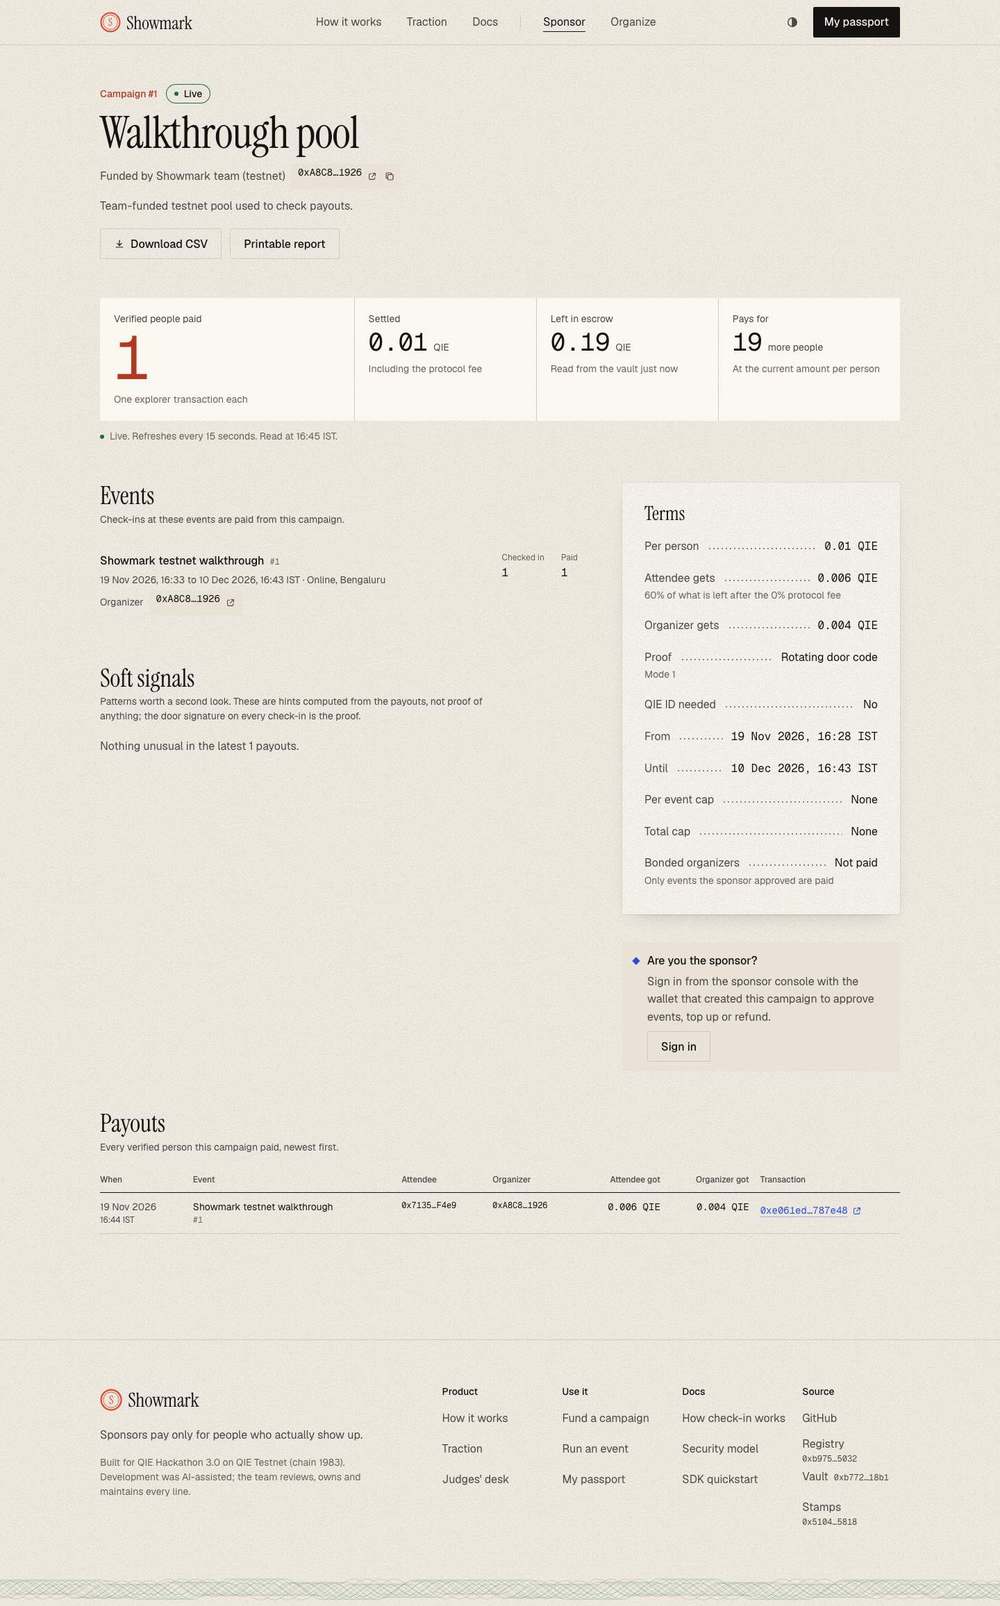 Showmark
How it works
Traction
Docs
Sponsor
Organize
My passport
Campaign #1
Live
Walkthrough pool
Funded by Showmark team (testnet) 0xA8C8…1926
Team-funded testnet pool used to check payouts.
Download CSV
Printable report
Verified people paid
1
One explorer transaction each
Settled
0.01 QIE
Including the protocol fee
Left in escrow
0.19 QIE
Read from the vault just now
Pays for
19 more people
At the current amount per person
Live. Refreshes every 15 seconds. Read at 16:45 IST.
Events
Check-ins at these events are paid from this campaign.
Showmark testnet walkthrough #1
19 Nov 2026, 16:33 to 10 Dec 2026, 16:43 IST · Online, Bengaluru
Organizer 0xA8C8…1926
Checked in
1
Paid
1
Soft signals
Patterns worth a second look. These are hints computed from the payouts, not proof of
anything; the door signature on every check-in is the proof.
Nothing unusual in the latest 1 payouts.
Terms
Per person 0.01 QIE
Attendee gets 0.006 QIE
60% of what is left after the 0% protocol fee
Organizer gets 0.004 QIE
Proof Rotating door code
Mode 1
QIE ID needed No
From 19 Nov 2026, 16:28 IST
Until 10 Dec 2026, 16:43 IST
Per event cap None
Total cap None
Bonded organizers Not paid
Only events the sponsor approved are paid
Are you the sponsor?
Sign in from the sponsor console with the
wallet that created this campaign to approve
events, top up or refund.
Sign in
Payouts
Every verified person this campaign paid, newest first.
When Event Attendee Organizer Attendee got Organizer got Transaction
19 Nov 2026 Showmark testnet walkthrough 0x7135…F4e9 0xA8C8…1926 0.006 QIE 0.004 QIE 0xe061ed…787e48
16:44 IST #1
Showmark
Sponsors pay only for people who actually show up.
Built for QIE Hackathon 3.0 on QIE Testnet (chain 1983).
Development was AI-assisted; the team reviews, owns and
maintains every line.
Product
How it works
Traction
Judges' desk
Use it
Fund a campaign
Run an event
My passport
Docs
How check-in works
Security model
SDK quickstart
Source
GitHub
Registry
0xb975…5032
Vault 0xb772…18b1
Stamps
0x5104…5818